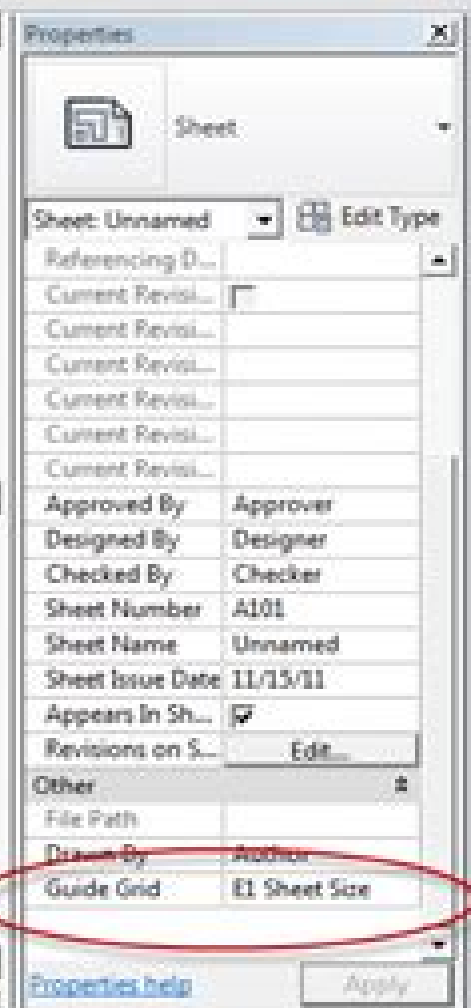 Properties
Sheet
Sheet: Unnamed Edit Type
Referencing D...
Current Revisi...
Current Revisi...
Current Revisi...
Current Revisi...
Current Revisi...
Current Revisi...
Approved By Approver
Designed By Designer
Checked By Checker
Sheet Number A101
Sheet Name Unnamed
Sheet Issue Date 11/15/11
Appears In Sh...
Revisions on S... Edit...
Other
File Path
Drawn By Author
Guide Grid E1 Sheet Size
Properties help Apply